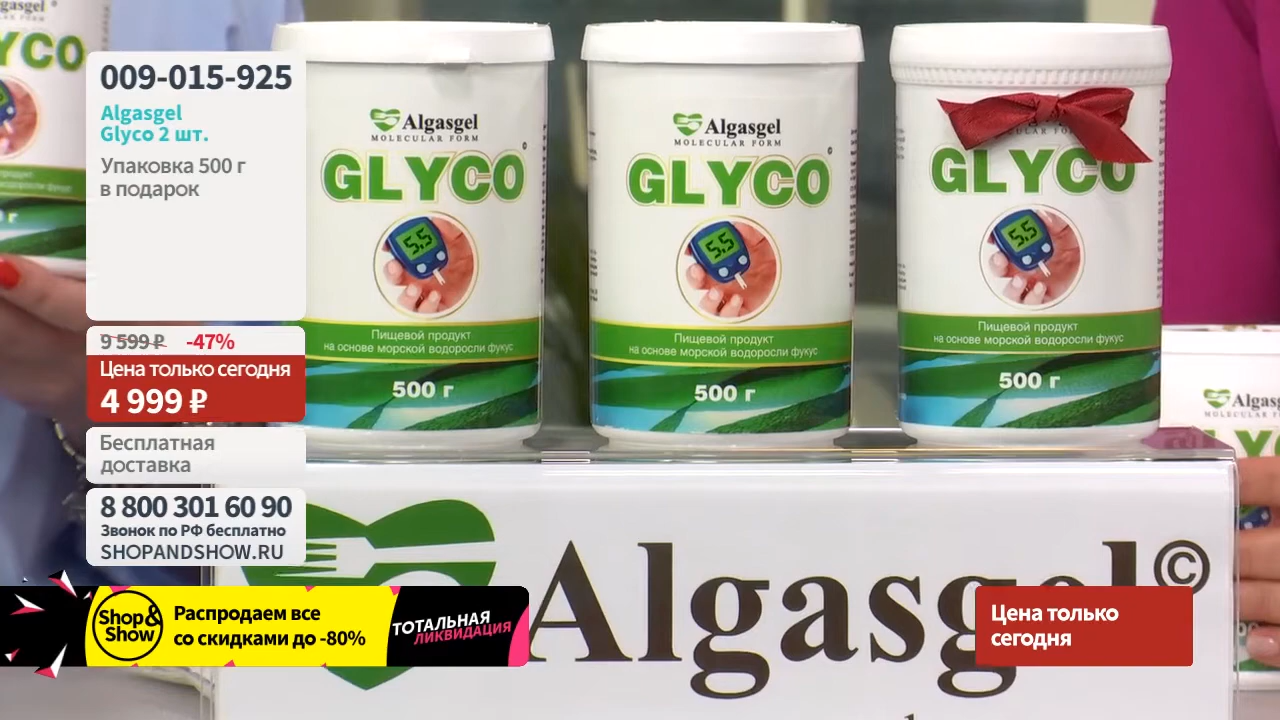 009-015-925
Algasgel
Glyco 2 шт.
Упаковка 500 г
в подарок
9 599 ₽ -47%
Цена только сегодня
4 999 ₽
Бесплатная
доставка
8 800 301 60 90
Звонок по РФ бесплатно
SHOPANDSHOW.RU
Shop&
Show
Распродаем все
со скидками до -80%
ТОТАЛЬНАЯ
ЛИКВИДАЦИЯ
Цена только
сегодня
Algasgel
MOLECULAR FORM
GLYCO
5.5
Пищевой продукт
на основе морской водоросли фукус
500 г
Algasgel
MOLECULAR FORM
GLYCO
5.5
Пищевой продукт
на основе морской водоросли фукус
500 г
GLYCO
5.5
Пищевой продукт
на основе морской водоросли фукус
500 г
Algasgel©